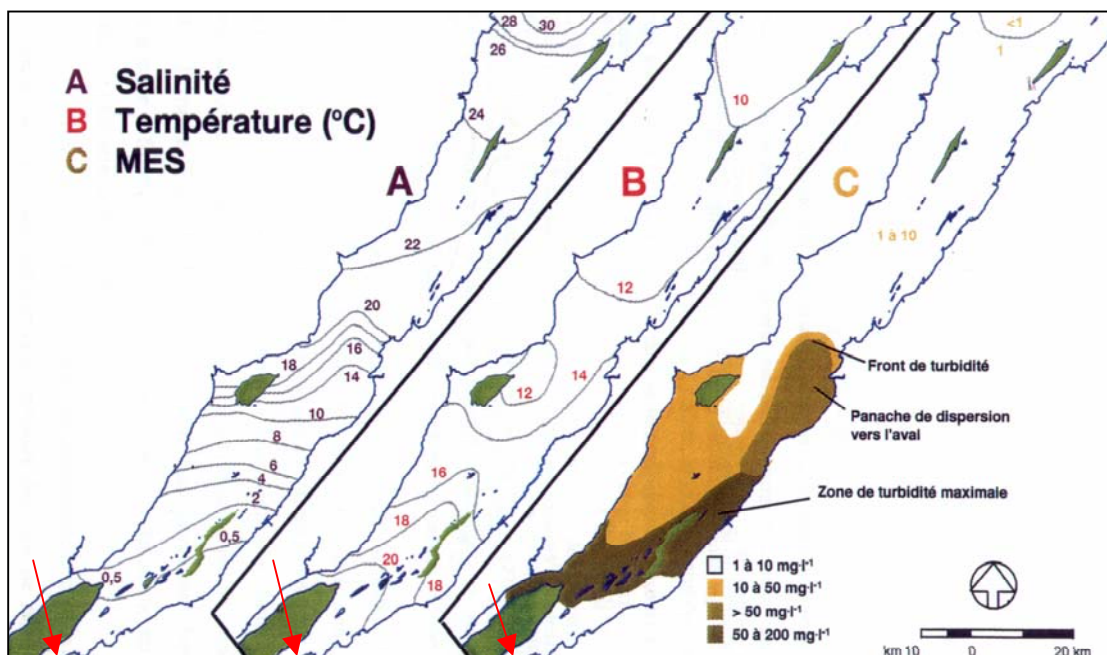 A Salinité
B Température (°C)
C MES
A
28
30
26
24
22
20
18
16
14
10
8
6
4
2
0,5
0,5
B
10
12
12
14
16
18
20
18
C
<1
1
1 à 10
Front de turbidité
Panache de dispersion
vers l'aval
Zone de turbidité maximale
1 à 10 mg·l⁻¹
10 à 50 mg·l⁻¹
> 50 mg·l⁻¹
50 à 200 mg·l⁻¹
km 10 0 20 km